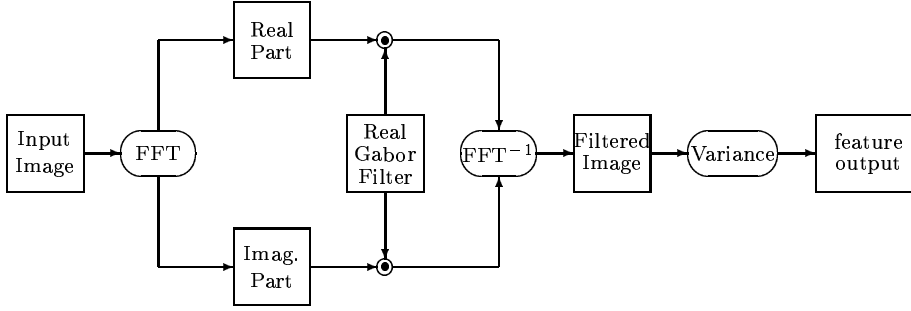 Real
Part
Input
Image
FFT
Real
Gabor
Filter
FFT⁻¹
Filtered
Image
Variance
feature
output
Imag.
Part